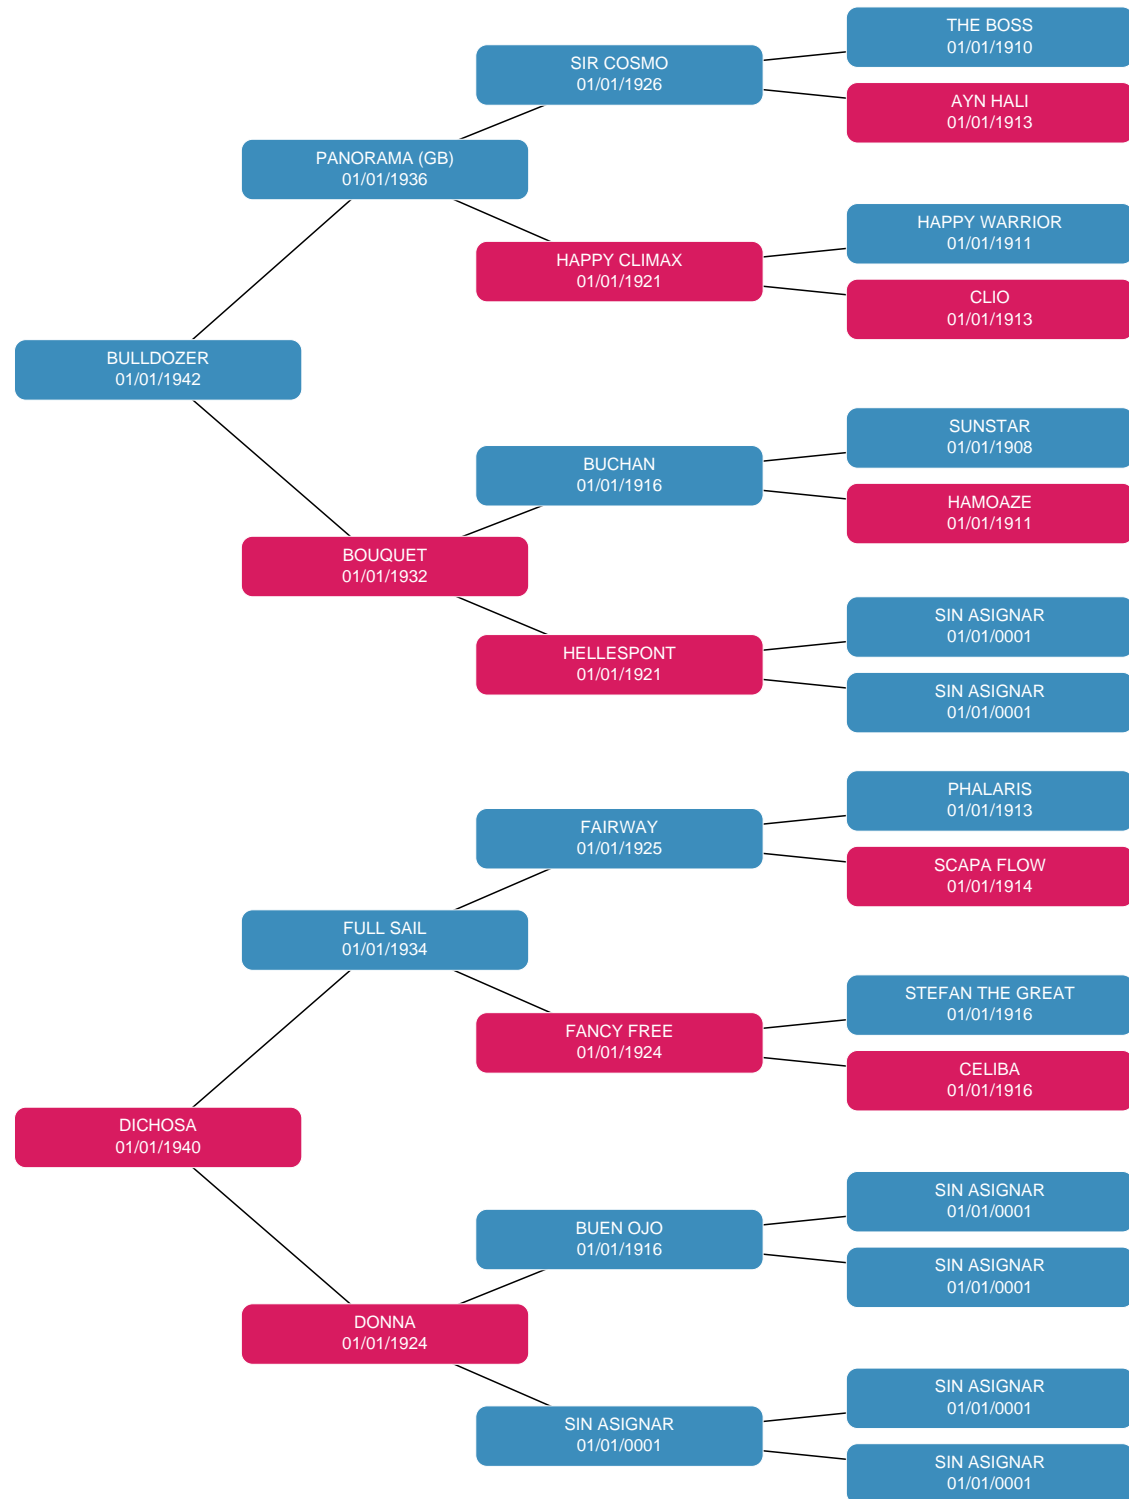 THE BOSS
01/01/1910
SIR COSMO
01/01/1926
AYN HALI
01/01/1913
PANORAMA (GB)
01/01/1936
HAPPY WARRIOR
01/01/1911
HAPPY CLIMAX
01/01/1921
CLIO
01/01/1913
BULLDOZER
01/01/1942
SUNSTAR
01/01/1908
BUCHAN
01/01/1916
HAMOAZE
01/01/1911
BOUQUET
01/01/1932
SIN ASIGNAR
01/01/0001
HELLESPONT
01/01/1921
SIN ASIGNAR
01/01/0001
PHALARIS
01/01/1913
FAIRWAY
01/01/1925
SCAPA FLOW
01/01/1914
FULL SAIL
01/01/1934
STEFAN THE GREAT
01/01/1916
FANCY FREE
01/01/1924
CELIBA
01/01/1916
DICHOSA
01/01/1940
SIN ASIGNAR
01/01/0001
BUEN OJO
01/01/1916
SIN ASIGNAR
01/01/0001
DONNA
01/01/1924
SIN ASIGNAR
01/01/0001
SIN ASIGNAR
01/01/0001
SIN ASIGNAR
01/01/0001